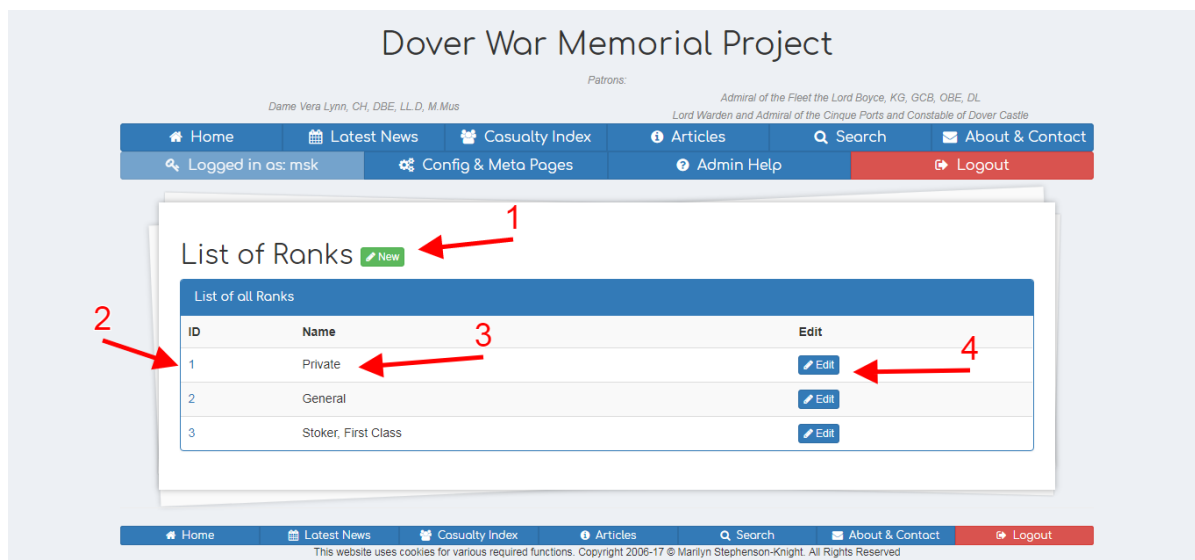 Dover War Memorial Project
Patrons:
Dame Vera Lynn, CH, DBE, LL.D, M.Mus
Admiral of the Fleet the Lord Boyce, KG, GCB, OBE, DL
Lord Warden and Admiral of the Cinque Ports and Constable of Dover Castle
Home Latest News Casualty Index Articles Search About & Contact
Logged in as: msk Config & Meta Pages Admin Help Logout
1
List of Ranks New
List of all Ranks
2
ID Name Edit
3
4
1 Private Edit
2 General Edit
3 Stoker, First Class Edit
Home Latest News Casualty Index Articles Search About & Contact Logout
This website uses cookies for various required functions. Copyright 2006-17 © Marilyn Stephenson-Knight. All Rights Reserved